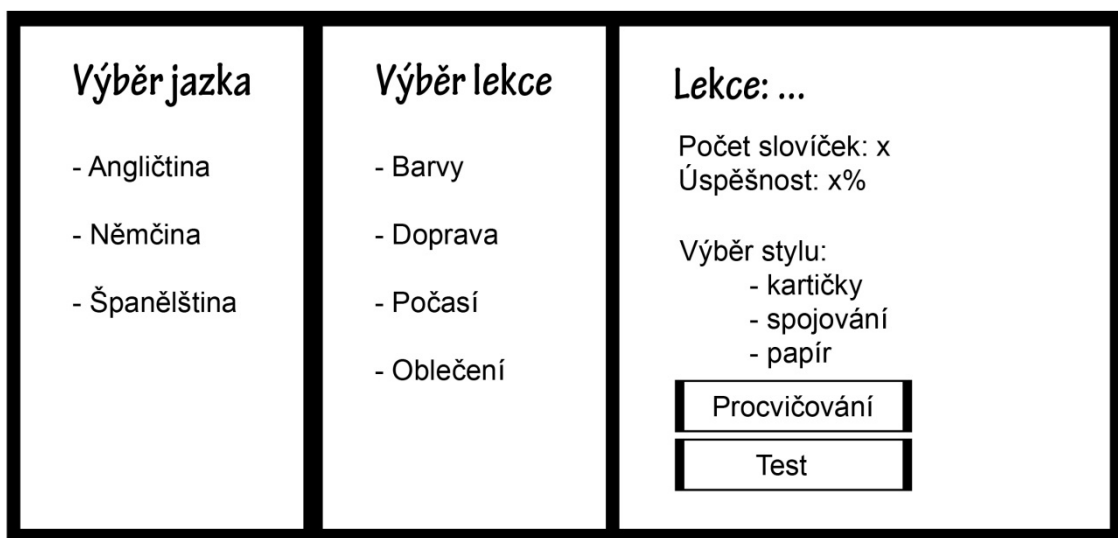 Výběr jazka
- Angličtina
- Němčina
- Španělština
Výběr lekce
- Barvy
- Doprava
- Počasí
- Oblečení
Lekce: ...
Počet slovíček: x
Úspěšnost: x%
Výběr stylu:
- kartičky
- spojování
- papír
Procvičování
Test